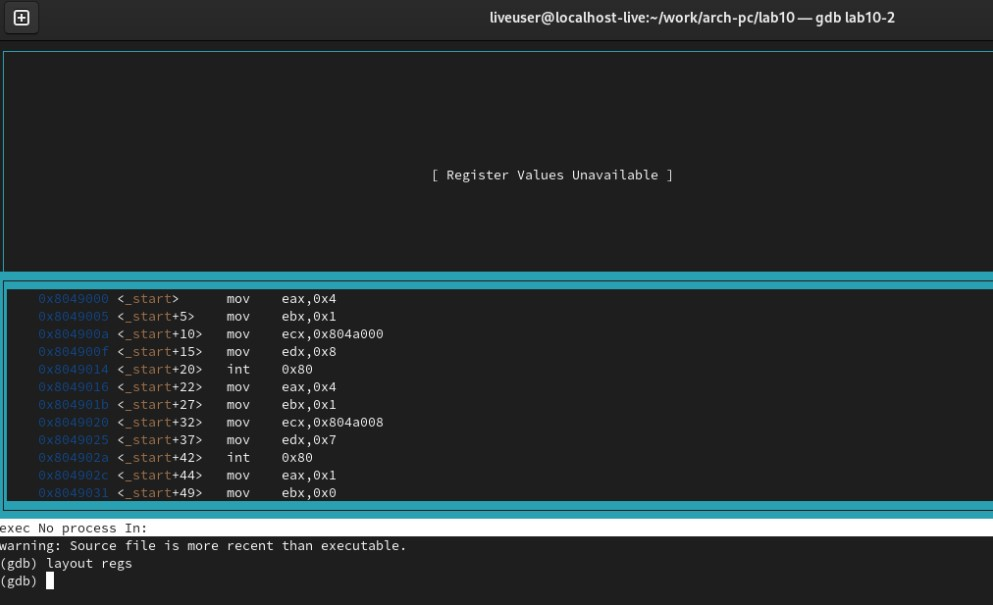 liveuser@localhost-live:~/work/arch-pc/lab10 — gdb lab10-2
[ Register Values Unavailable ]
0x8049000 <_start> mov eax,0x4
0x8049005 <_start+5> mov ebx,0x1
0x804900a <_start+10> mov ecx,0x804a000
0x804900f <_start+15> mov edx,0x8
0x8049014 <_start+20> int 0x80
0x8049016 <_start+22> mov eax,0x4
0x804901b <_start+27> mov ebx,0x1
0x8049020 <_start+32> mov ecx,0x804a008
0x8049025 <_start+37> mov edx,0x7
0x804902a <_start+42> int 0x80
0x804902c <_start+44> mov eax,0x1
0x8049031 <_start+49> mov ebx,0x0
exec No process In:
warning: Source file is more recent than executable.
(gdb) layout regs
(gdb)